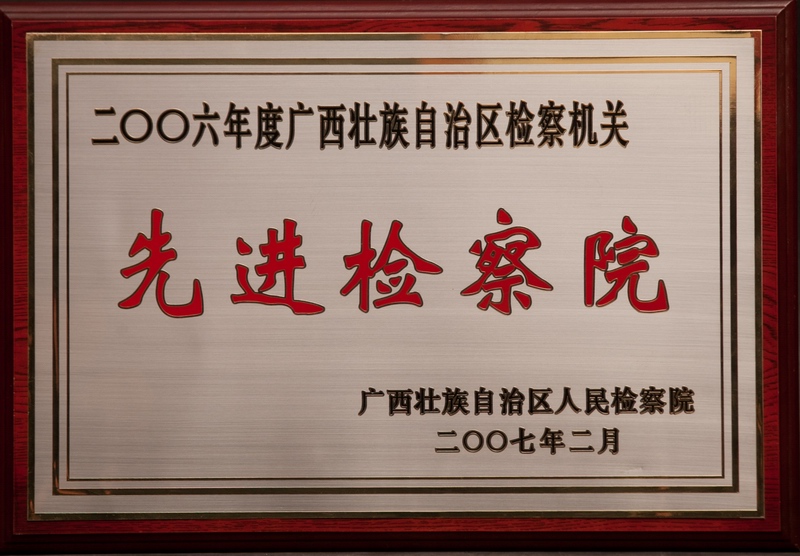 二〇〇六年度广西壮族自治区检察机关
先进检察院
广西壮族自治区人民检察院
二〇〇七年二月